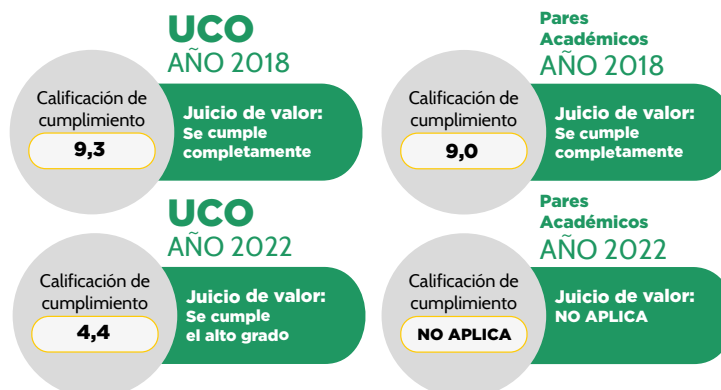 UCO
AÑO 2018
Calificación de
cumplimiento
9,3
Juicio de valor:
Se cumple
completamente
Pares
Académicos
AÑO 2018
Calificación de
cumplimiento
9,0
Juicio de valor:
Se cumple
completamente
UCO
AÑO 2022
Calificación de
cumplimiento
4,4
Juicio de valor:
Se cumple
el alto grado
Pares
Académicos
AÑO 2022
Calificación de
cumplimiento
NO APLICA
Juicio de valor:
NO APLICA